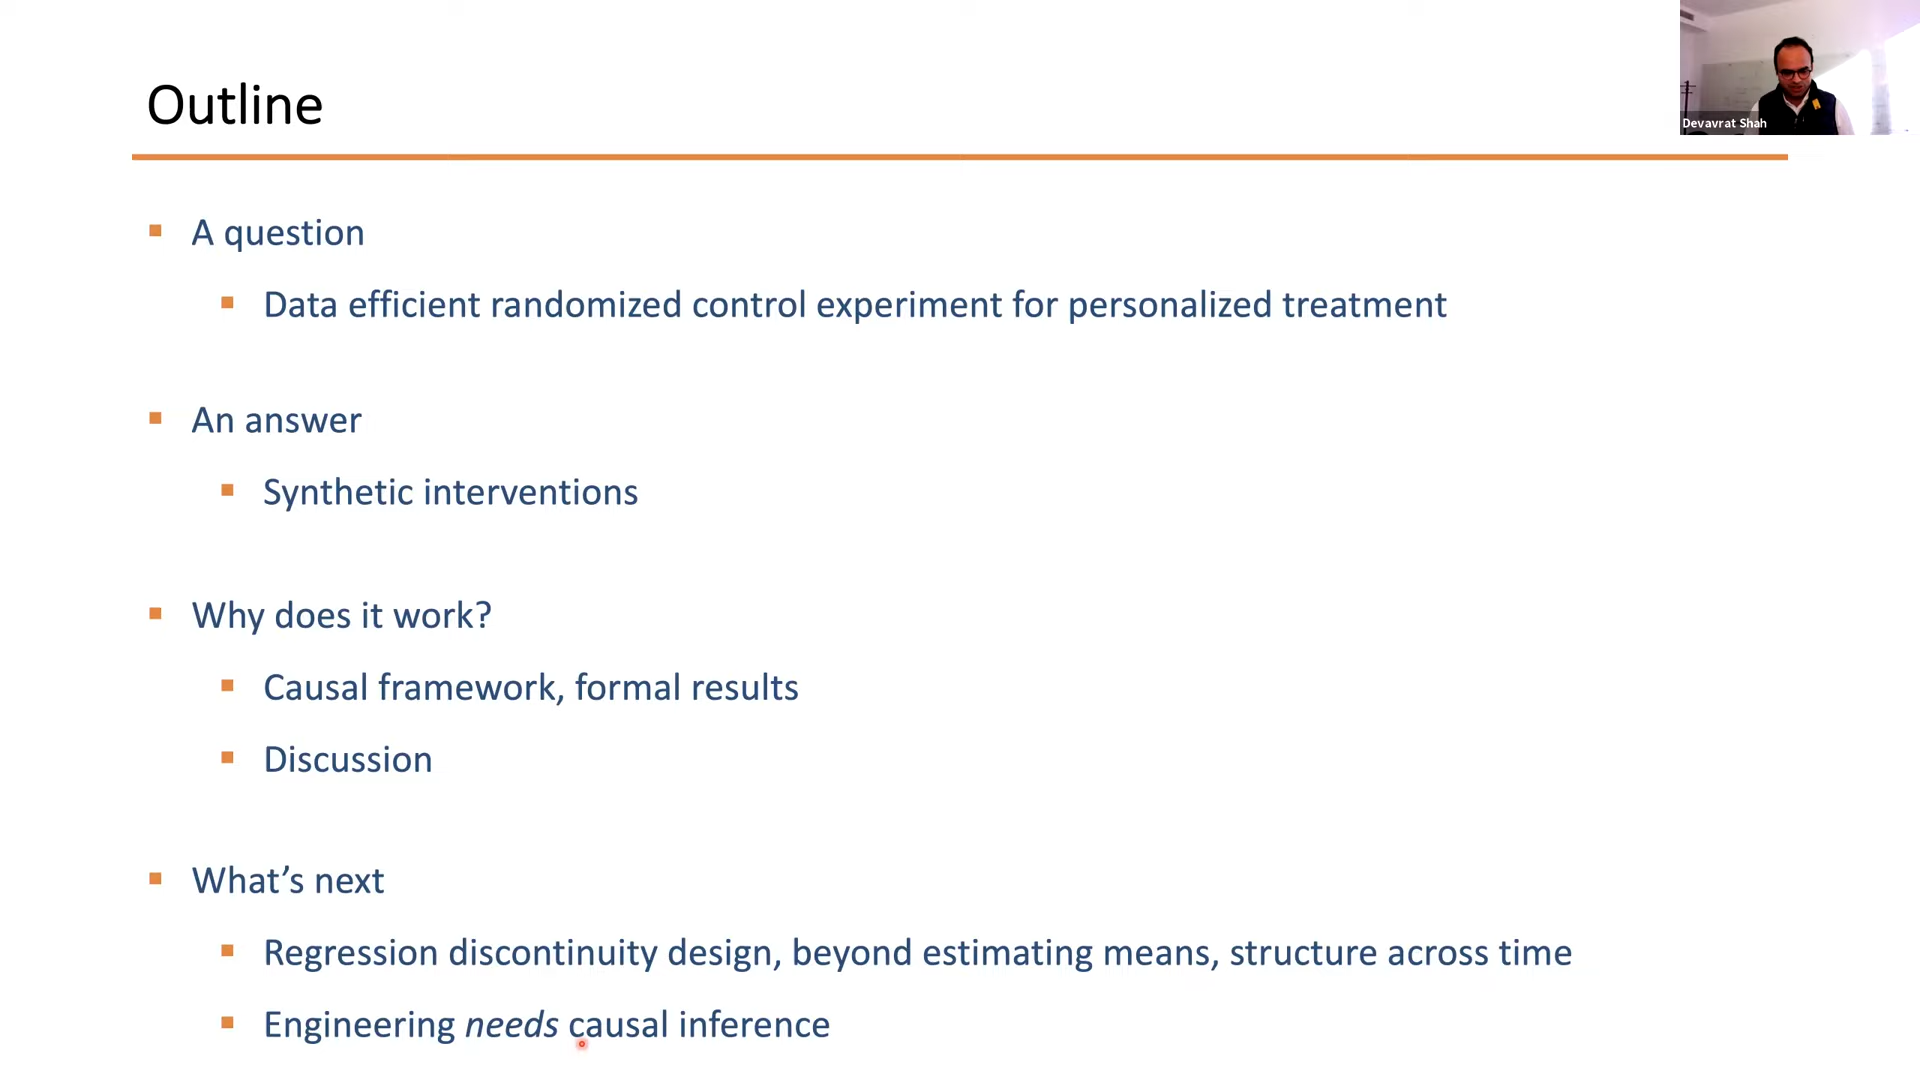 Outline
Devavrat Shah
A question
Data efficient randomized control experiment for personalized treatment
An answer
Synthetic interventions
Why does it work?
Causal framework, formal results
Discussion
What’s next
Regression discontinuity design, beyond estimating means, structure across time
Engineering needs causal inference